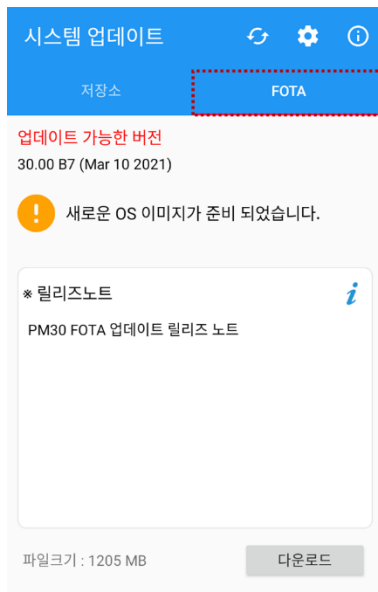 시스템 업데이트
저장소 FOTA
업데이트 가능한 버전
30.00 B7 (Mar 10 2021)
새로운 OS 이미지가 준비 되었습니다.
※ 릴리즈노트
PM30 FOTA 업데이트 릴리즈 노트
파일크기 : 1205 MB 다운로드